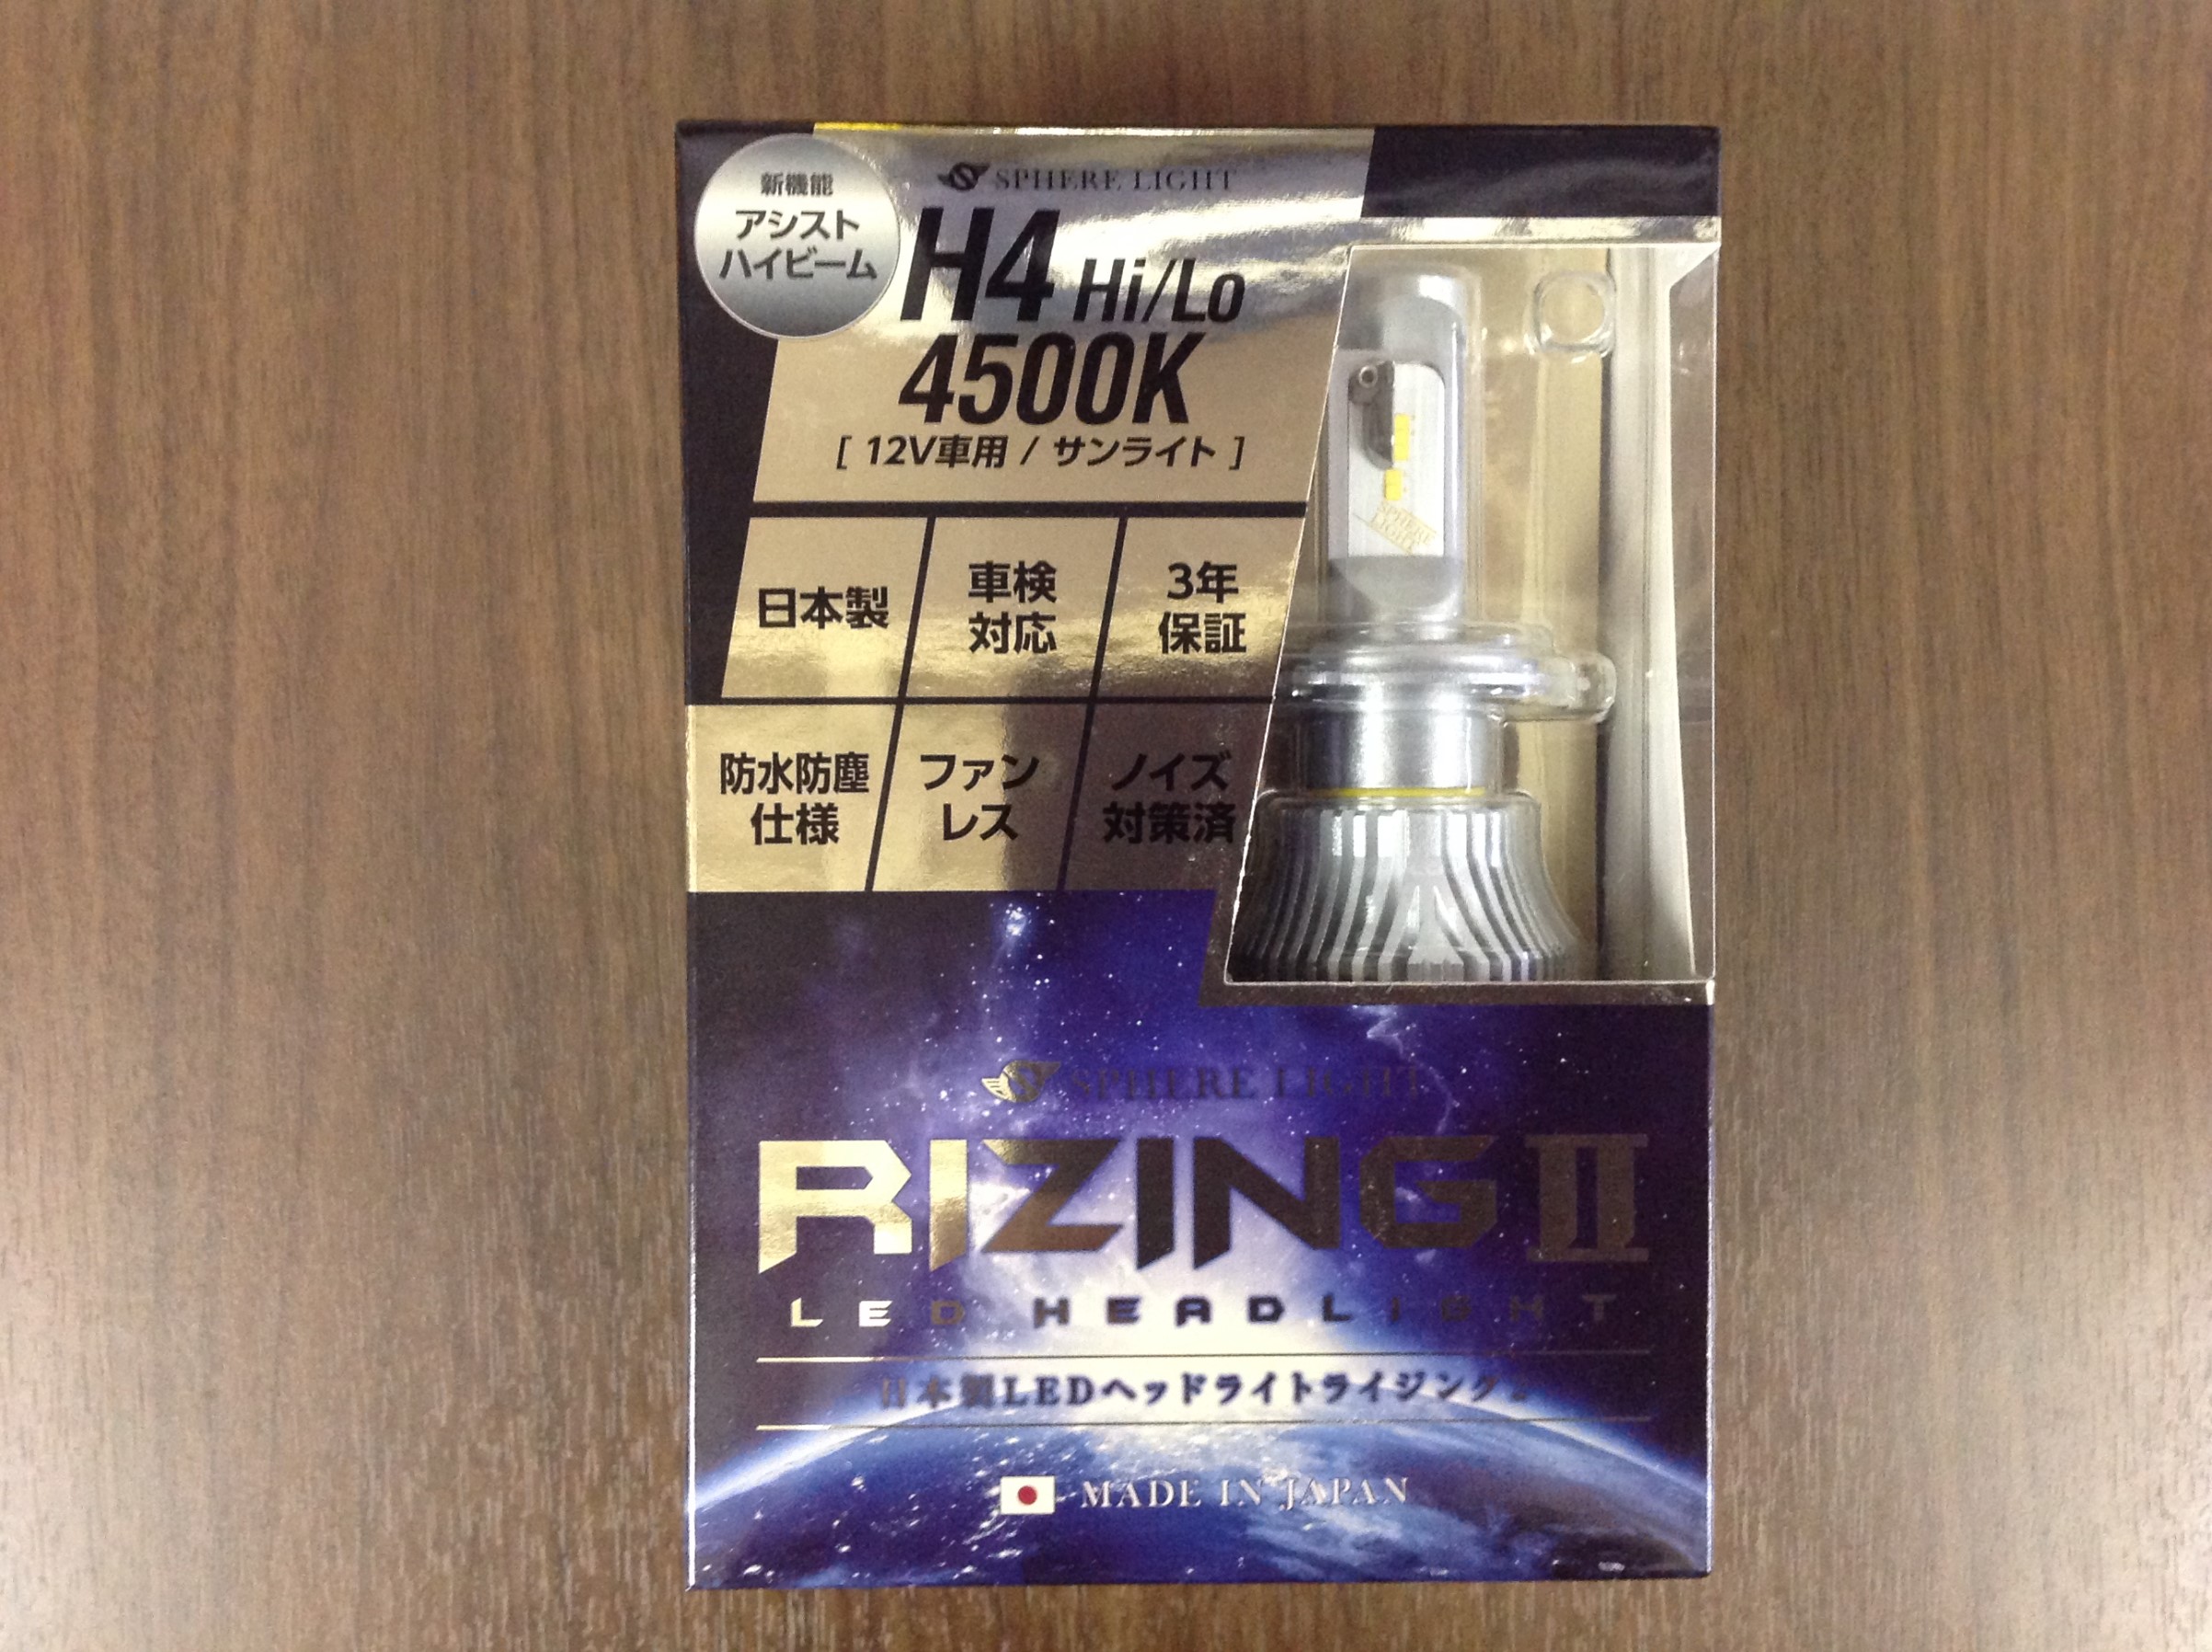 新機能
アシスト
ハイビーム
SPHERE LIGHT
H4 Hi/Lo
4500K
[ 12V車用 / サンライト ]
日本製
車検
対応
3年
保証
防水防塵
仕様
ファン
レス
ノイズ
対策済
SPHERE
LIGHT
SPHERE LIGHT
RIZING II
LED HEADLIGHT
日本製LEDヘッドライトライジング2
MADE IN JAPAN